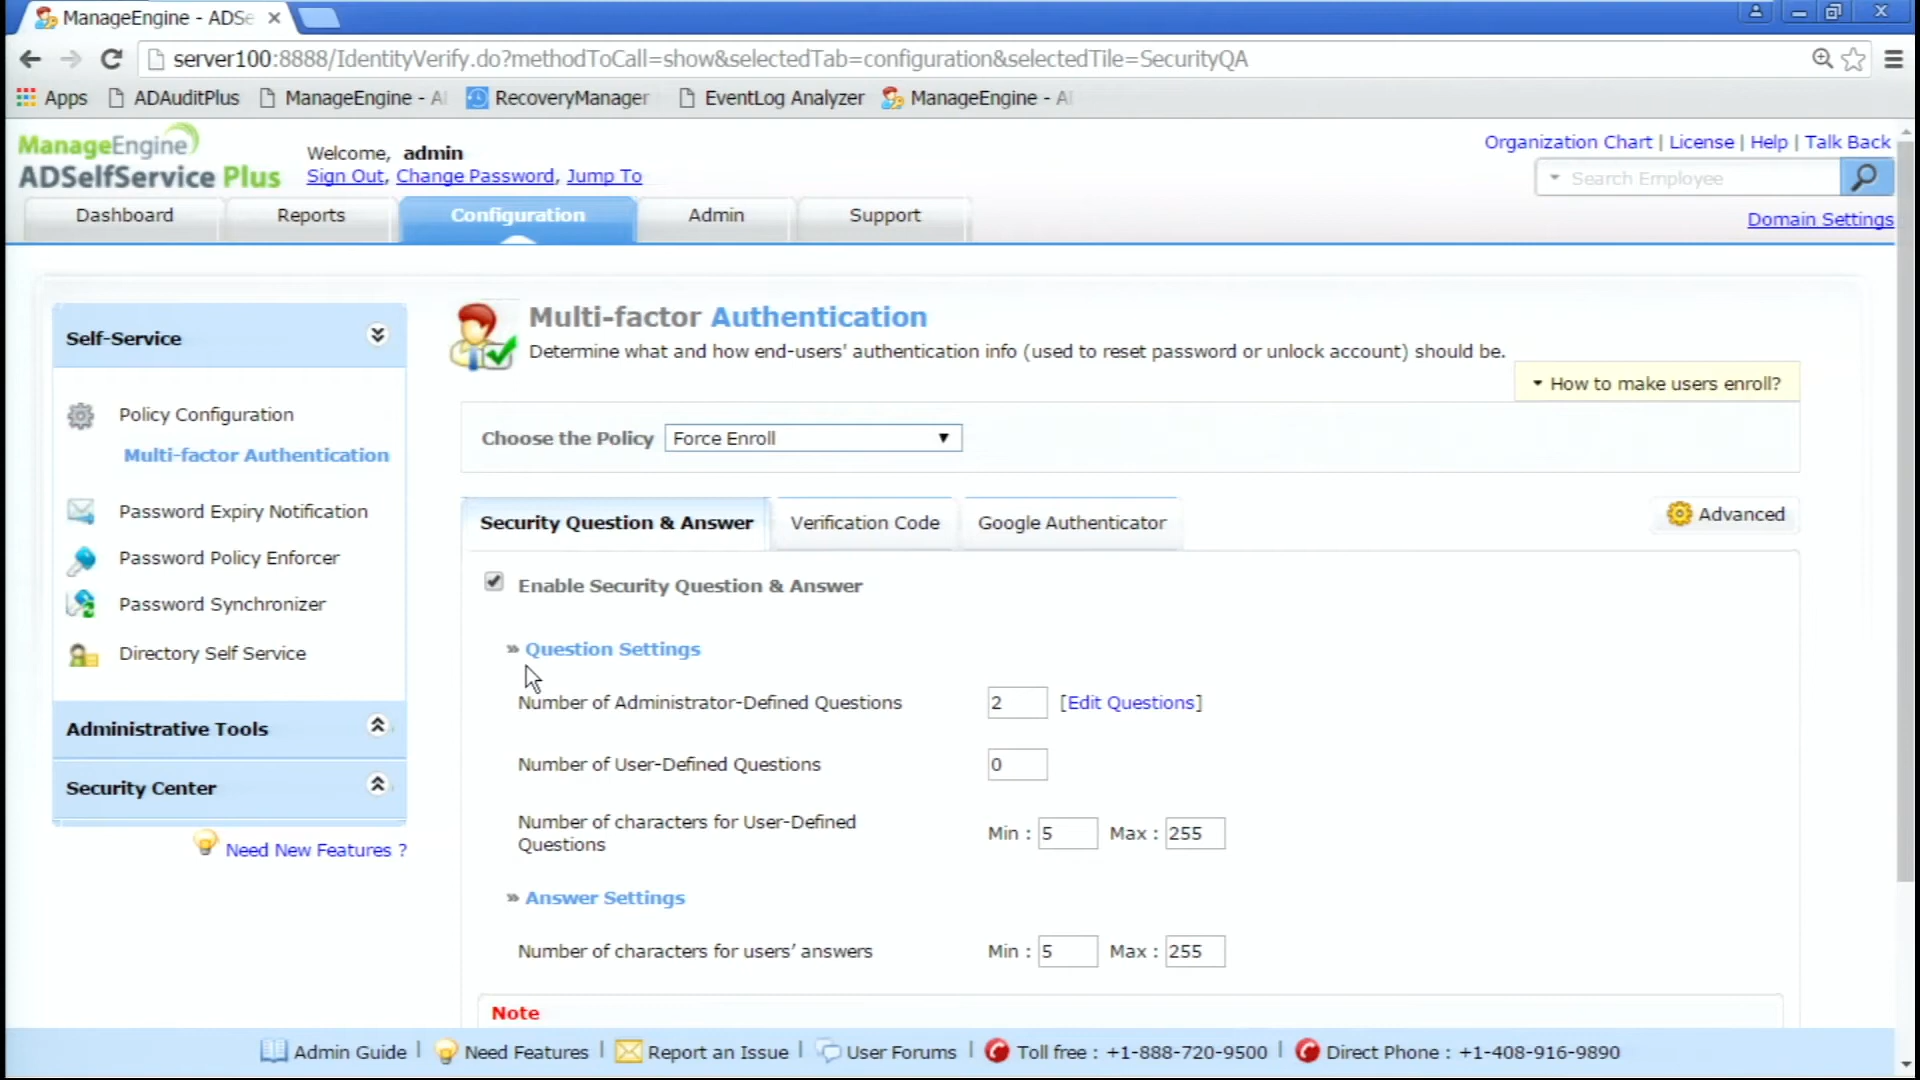 ManageEngine - ADSe
server100:8888/IdentityVerify.do?methodToCall=show&selectedTab=configuration&selectedTile=SecurityQA
Apps ADAuditPlus ManageEngine - A RecoveryManager EventLog Analyzer ManageEngine - A
ManageEngine
ADSelfService Plus
Welcome, admin
Sign Out, Change Password, Jump To
Organization Chart | License | Help | Talk Back
Search Employee
Dashboard Reports Configuration Admin Support
Domain Settings
Self-Service
Policy Configuration
Multi-factor Authentication
Password Expiry Notification
Password Policy Enforcer
Password Synchronizer
Directory Self Service
Administrative Tools
Security Center
Need New Features ?
Multi-factor Authentication
Determine what and how end-users' authentication info (used to reset password or unlock account) should be.
How to make users enroll?
Choose the Policy Force Enroll
Security Question & Answer Verification Code Google Authenticator Advanced
Enable Security Question & Answer
» Question Settings
Number of Administrator-Defined Questions 2 [Edit Questions]
Number of User-Defined Questions 0
Number of characters for User-Defined
Questions Min : 5 Max : 255
» Answer Settings
Number of characters for users' answers Min : 5 Max : 255
Note
Admin Guide | Need Features | Report an Issue | User Forums | Toll free : +1-888-720-9500 | Direct Phone : +1-408-916-9890